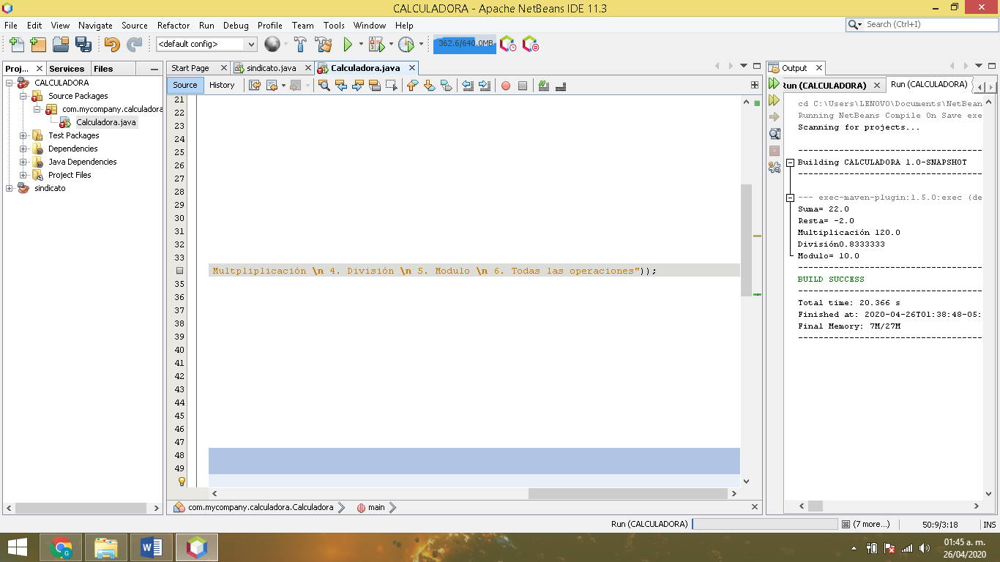 CALCULADORA - Apache NetBeans IDE 11.3
File Edit View Navigate Source Refactor Run Debug Profile Team Tools Window Help
Search (Ctrl+I)
<default config>
362.6/640.0MB
Proj... Services Files
CALCULADORA
Source Packages
com.mycompany.calculadora
Calculadora.java
Test Packages
Dependencies
Java Dependencies
Project Files
sindicato
Start Page sindicato.java Calculadora.java
Source History
21
22
23
24
25
26
27
28
29
30
31
32
33
Multpliplicación \n 4. División \n 5. Modulo \n 6. Todas las operaciones"));
35
36
37
38
39
40
41
42
43
44
45
46
47
48
49
com.mycompany.calculadora.Calculadora main
Output
Run (CALCULADORA) Run (CALCULADORA)
cd C:\Users\LENOVO\Documents\NetBean
Running NetBeans Compile On Save exe
Scanning for projects...
------------------------------------
Building CALCULADORA 1.0-SNAPSHOT
------------------------------------
--- exec-maven-plugin:1.5.0:exec (de
Suma= 22.0
Resta= -2.0
Multiplicación 120.0
División0.8333333
Modulo= 10.0
------------------------------------
BUILD SUCCESS
------------------------------------
Total time: 20.366 s
Finished at: 2020-04-26T01:38:48-05:
Final Memory: 7M/27M
------------------------------------
Run (CALCULADORA) (7 more...) 50:9/3:18 INS
01:45 a. m.
26/04/2020